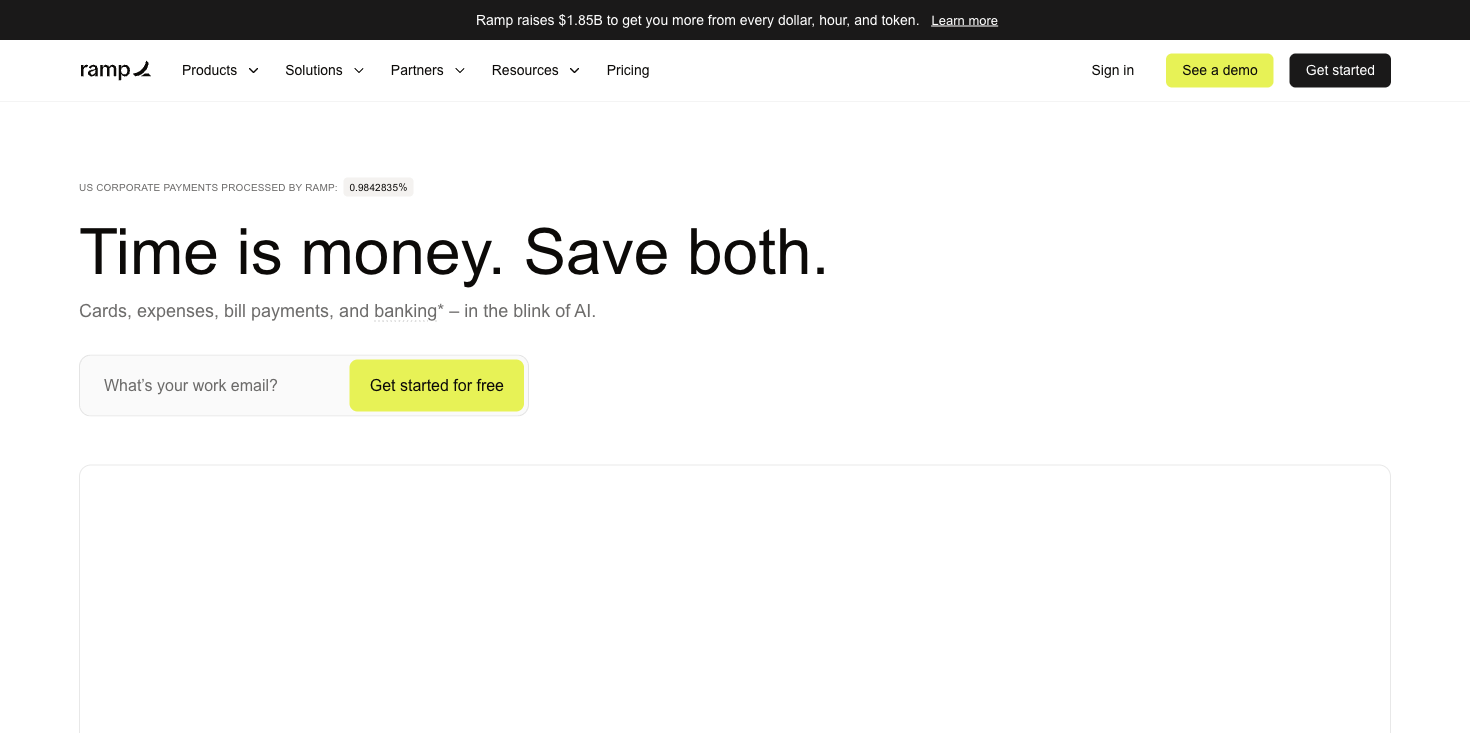 Ramp raises $1.85B to get you more from every dollar, hour, and token. Learn more
ramp Products Solutions Partners Resources Pricing Sign in See a demo Get started
US CORPORATE PAYMENTS PROCESSED BY RAMP: 0.9842835%
Time is money. Save both.
Cards, expenses, bill payments, and banking* – in the blink of AI.
What's your work email? Get started for free